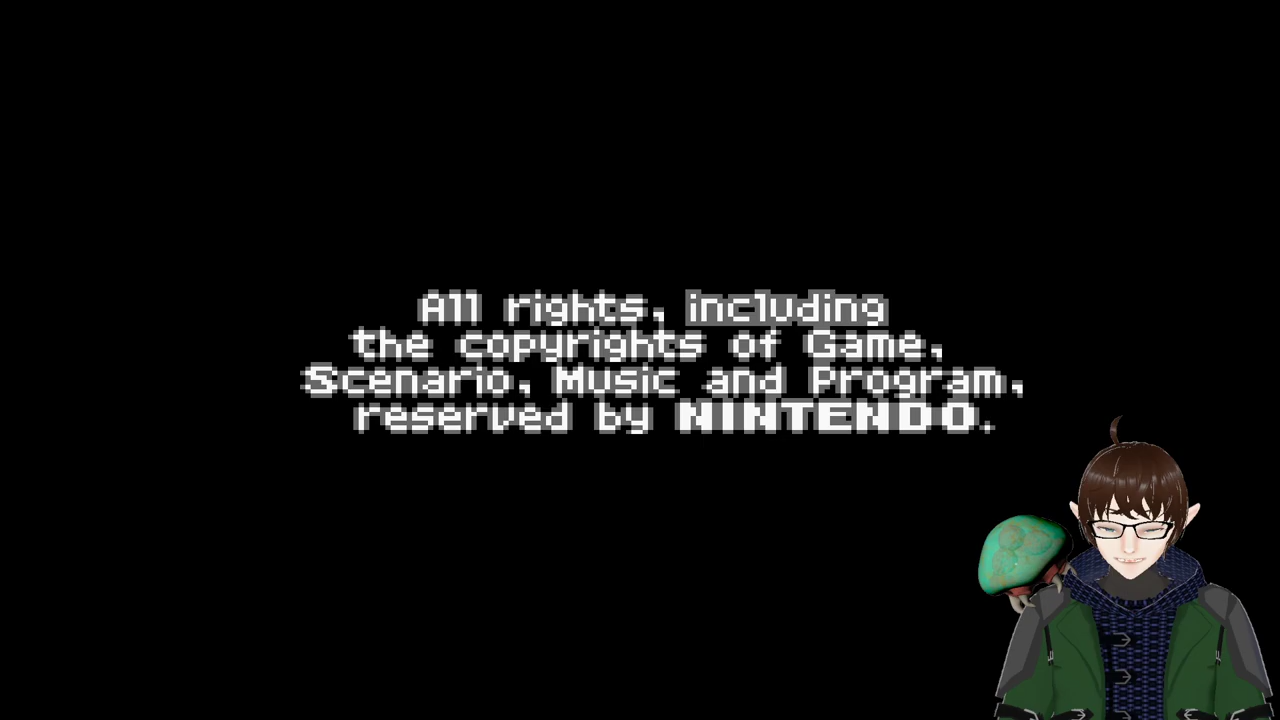 All rights, including
the copyrights of Game,
Scenario, Music and Program,
reserved by NINTENDO.